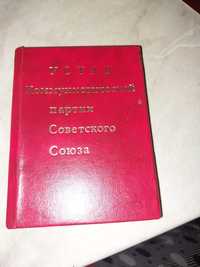 УСТАВ
Коммунистической
партии
Советского
Союза